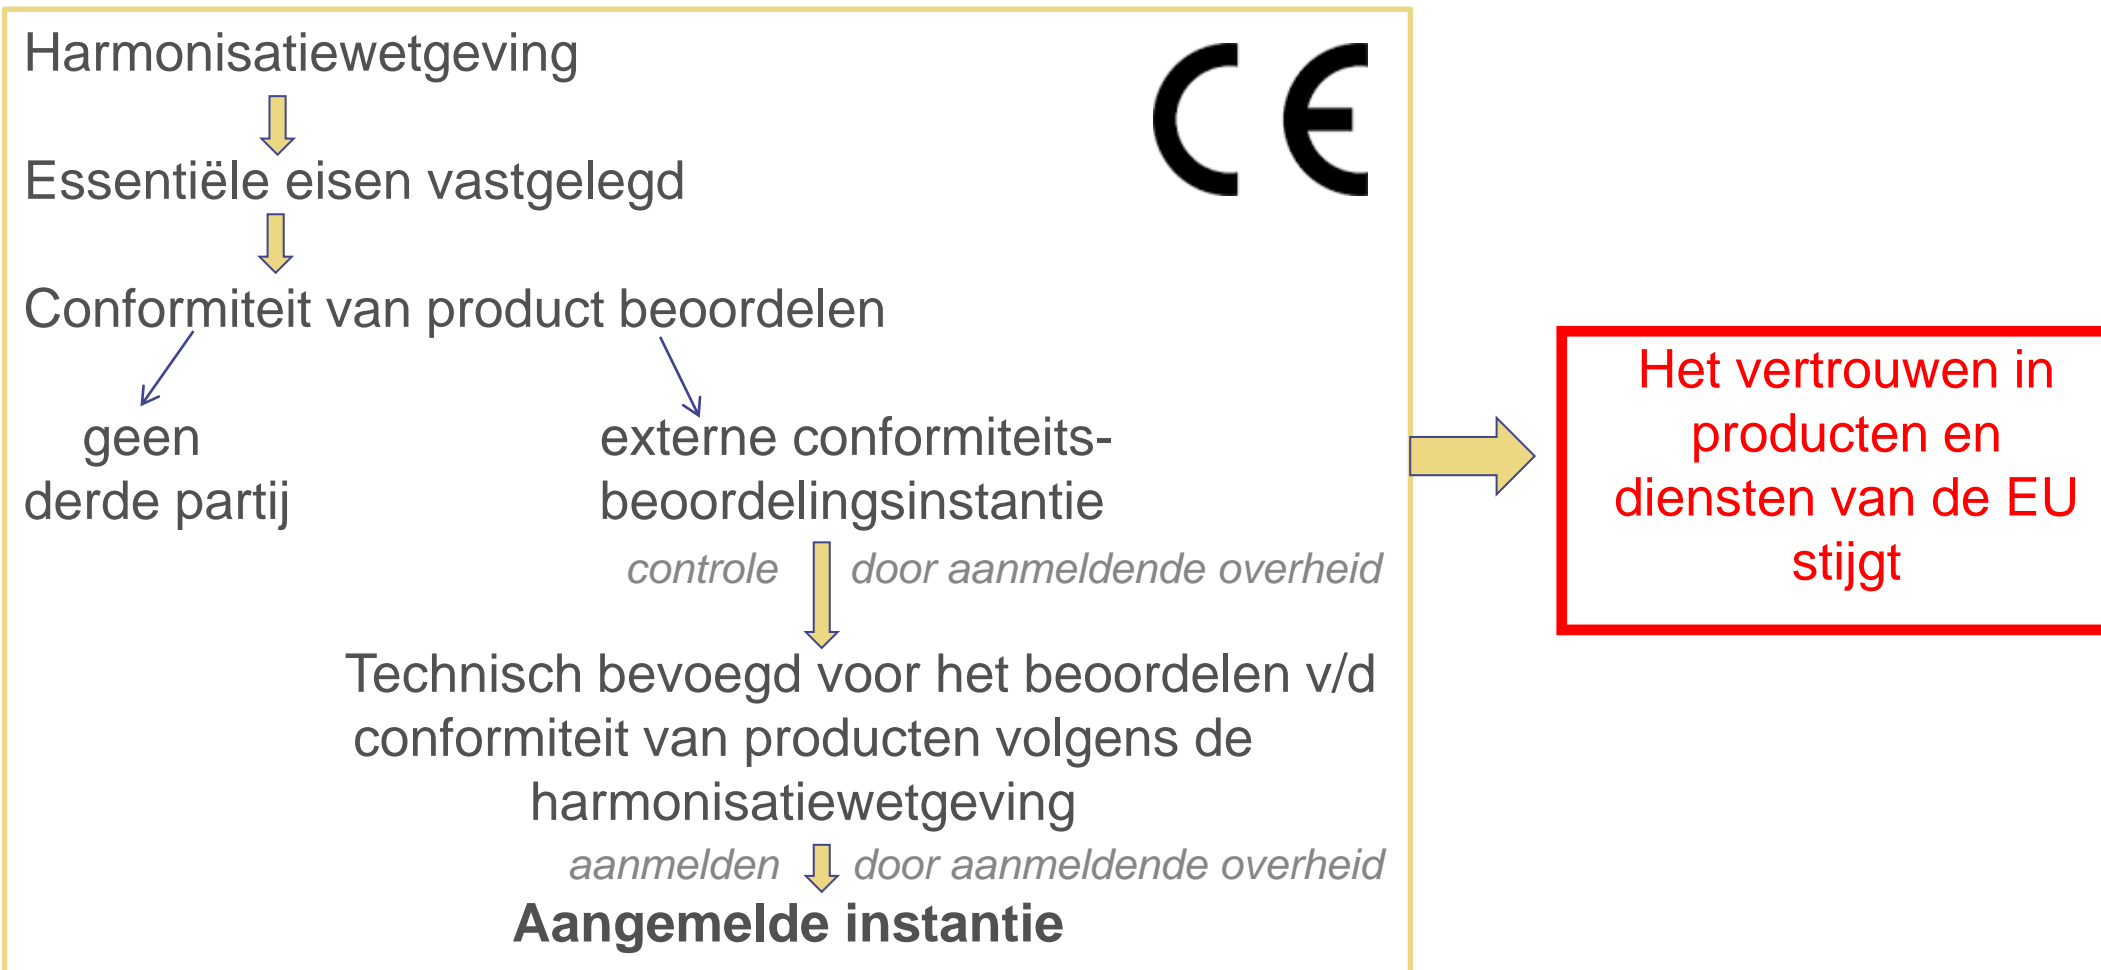 Harmonisatiewetgeving
CE
Essentiële eisen vastgelegd
Conformiteit van product beoordelen
geen
derde partij
externe conformiteits-
beoordelingsinstantie
controle door aanmeldende overheid
Technisch bevoegd voor het beoordelen v/d
conformiteit van producten volgens de
harmonisatiewetgeving
aanmelden door aanmeldende overheid
Aangemelde instantie
Het vertrouwen in
producten en
diensten van de EU
stijgt